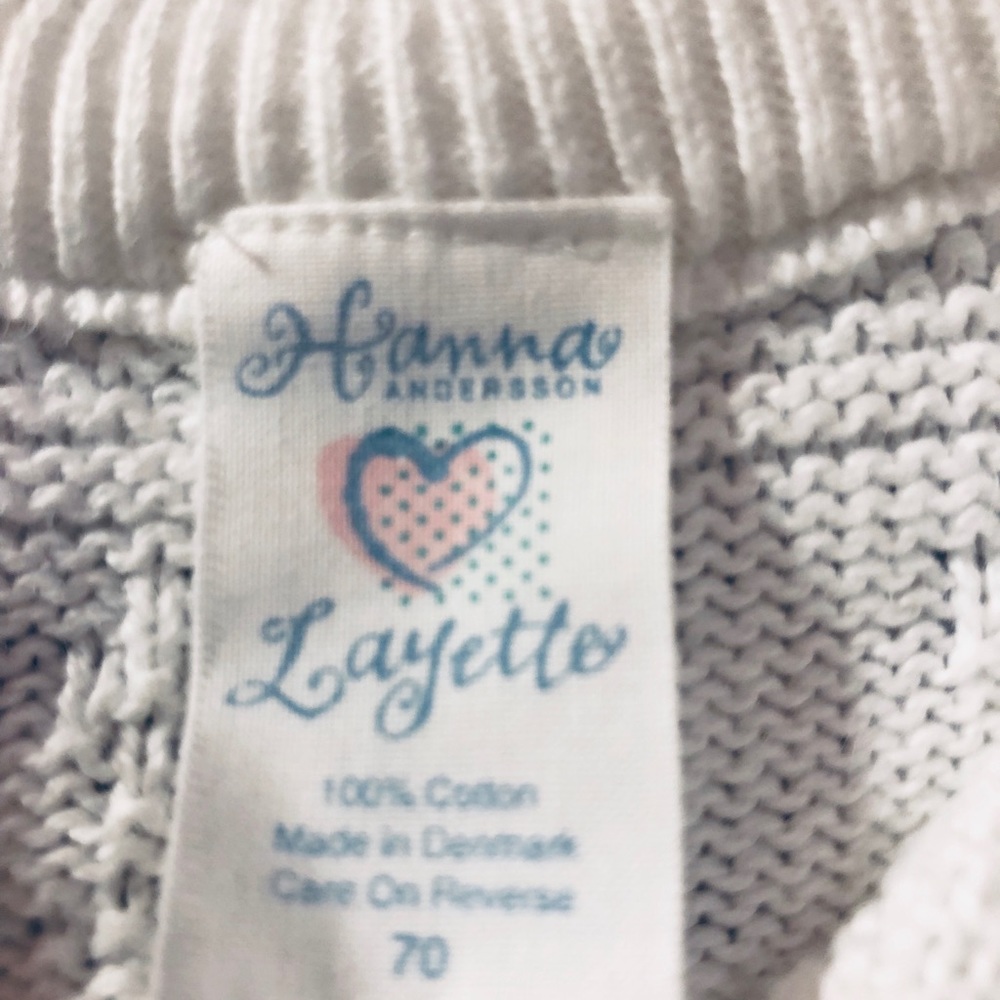 Hanna
ANDERSSON
Layette
100% Cotton
Made in Denmark
Care On Reverse
70